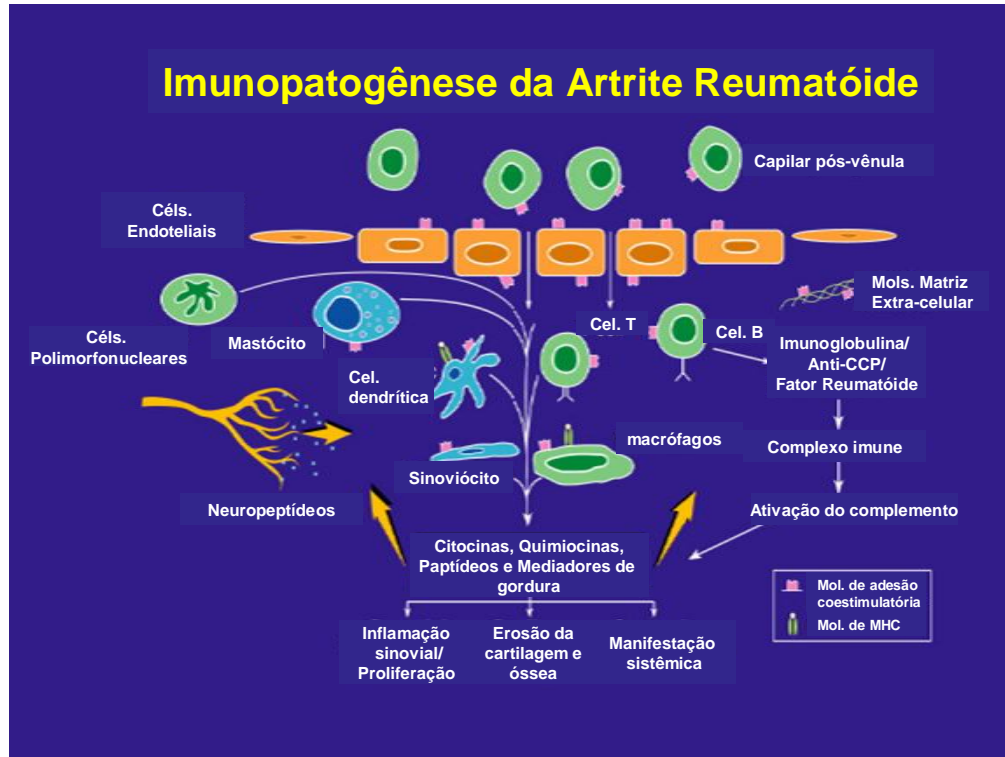 Imunopatogênese da Artrite Reumatóide
Capilar pós-vênula
Céls.
Endoteliais
Mols. Matriz
Extra-celular
Céls.
Polimorfonucleares
Mastócito
Cel.
dendrítica
Cel. T
Cel. B
Imunoglobulina/
Anti-CCP/
Fator Reumatóide
macrófagos
Complexo imune
Sinoviócito
Neuropeptídeos
Ativação do complemento
Citocinas, Quimiocinas,
Paptídeos e Mediadores de
gordura
Inflamação
sinovial/
Proliferação
Erosão da
cartilagem e
óssea
Manifestação
sistêmica
Mol. de adesão
coestimulatória
Mol. de MHC